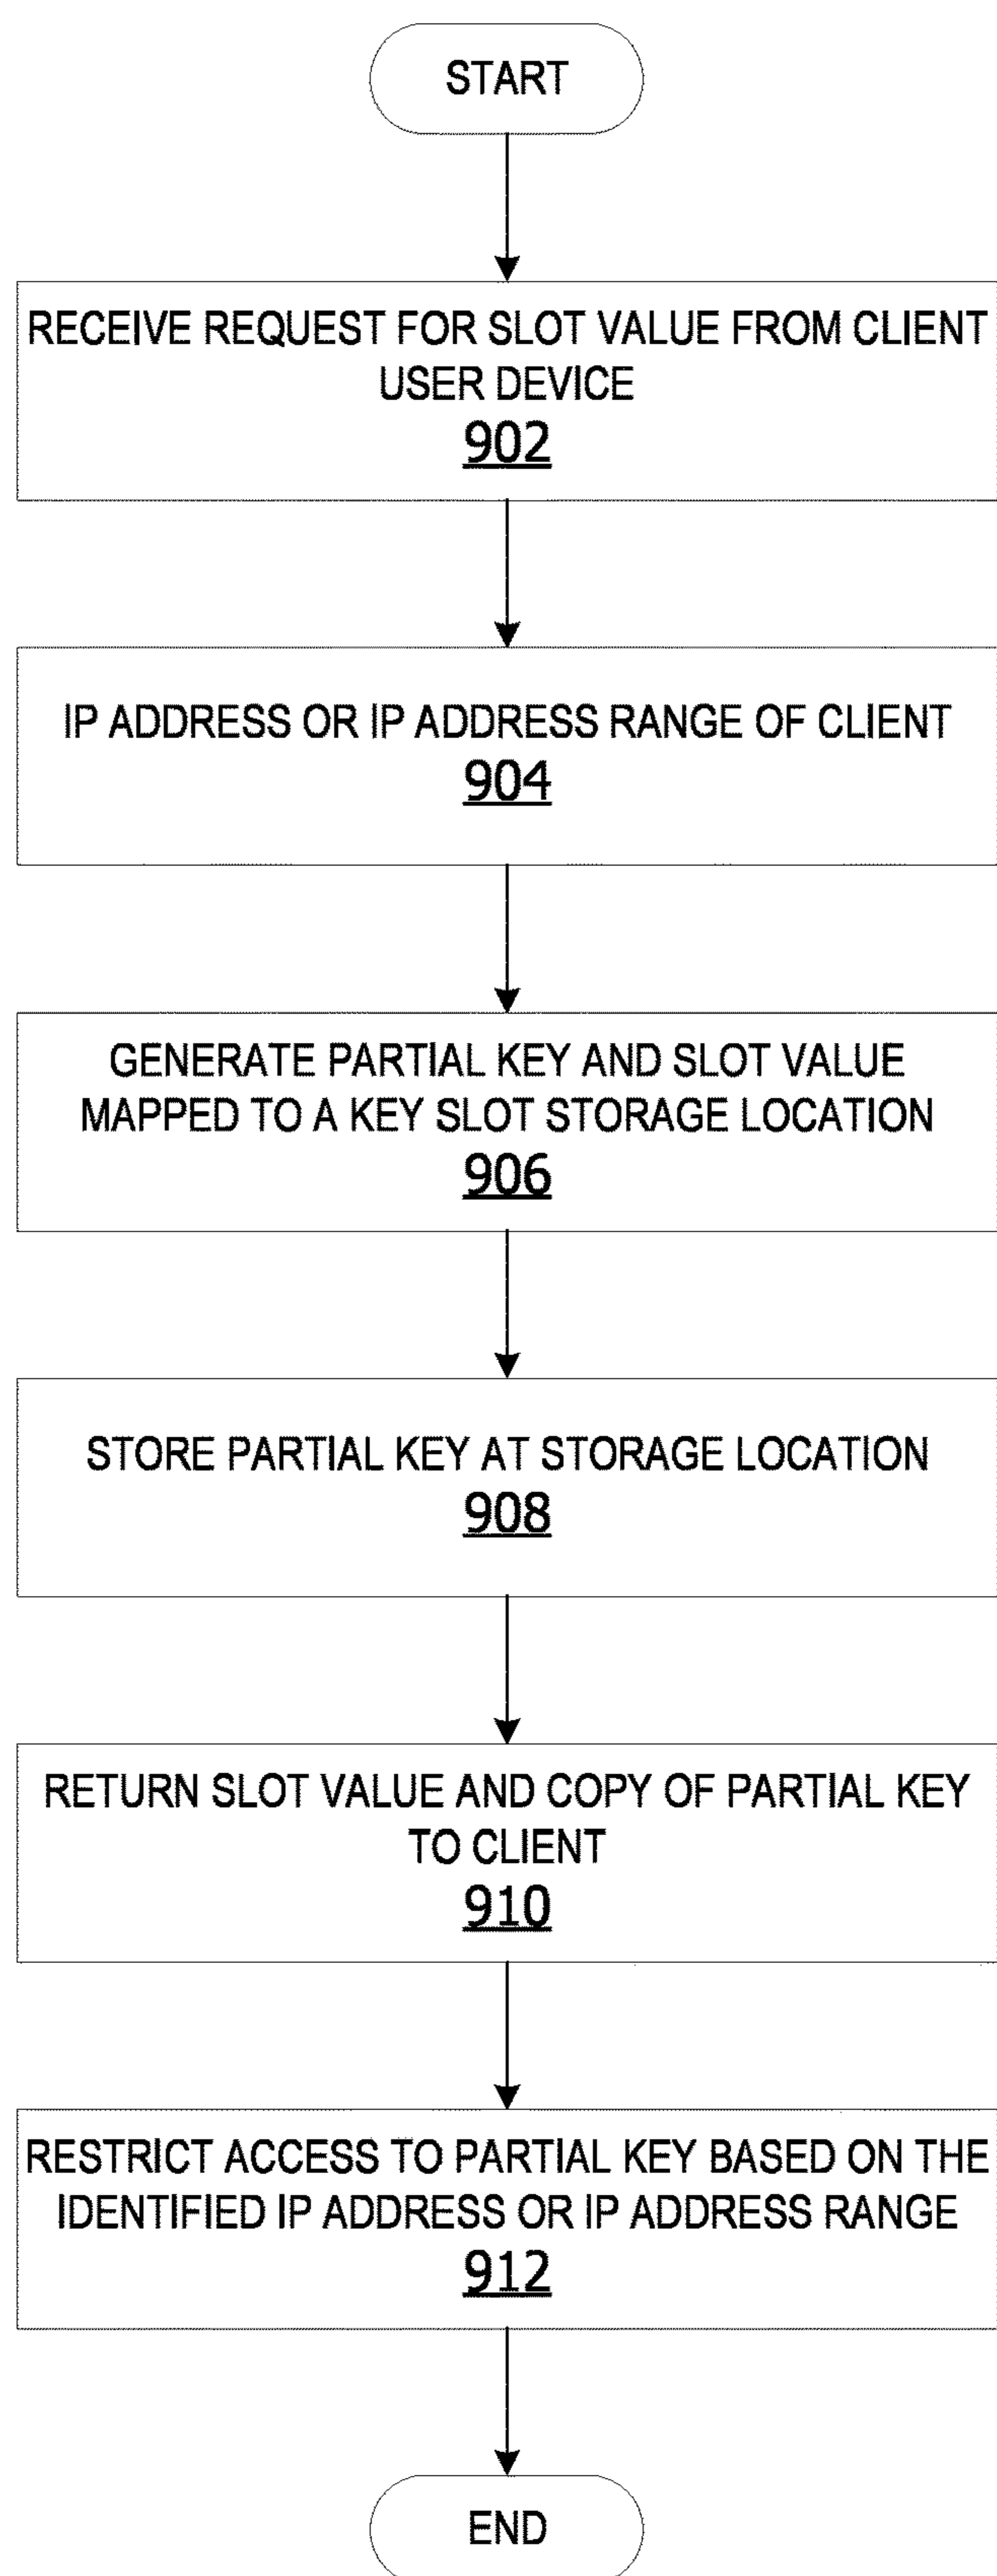 START
RECEIVE REQUEST FOR SLOT VALUE FROM CLIENT
USER DEVICE
902
IP ADDRESS OR IP ADDRESS RANGE OF CLIENT
904
GENERATE PARTIAL KEY AND SLOT VALUE
MAPPED TO A KEY SLOT STORAGE LOCATION
906
STORE PARTIAL KEY AT STORAGE LOCATION
908
RETURN SLOT VALUE AND COPY OF PARTIAL KEY
TO CLIENT
910
RESTRICT ACCESS TO PARTIAL KEY BASED ON THE
IDENTIFIED IP ADDRESS OR IP ADDRESS RANGE
912
END